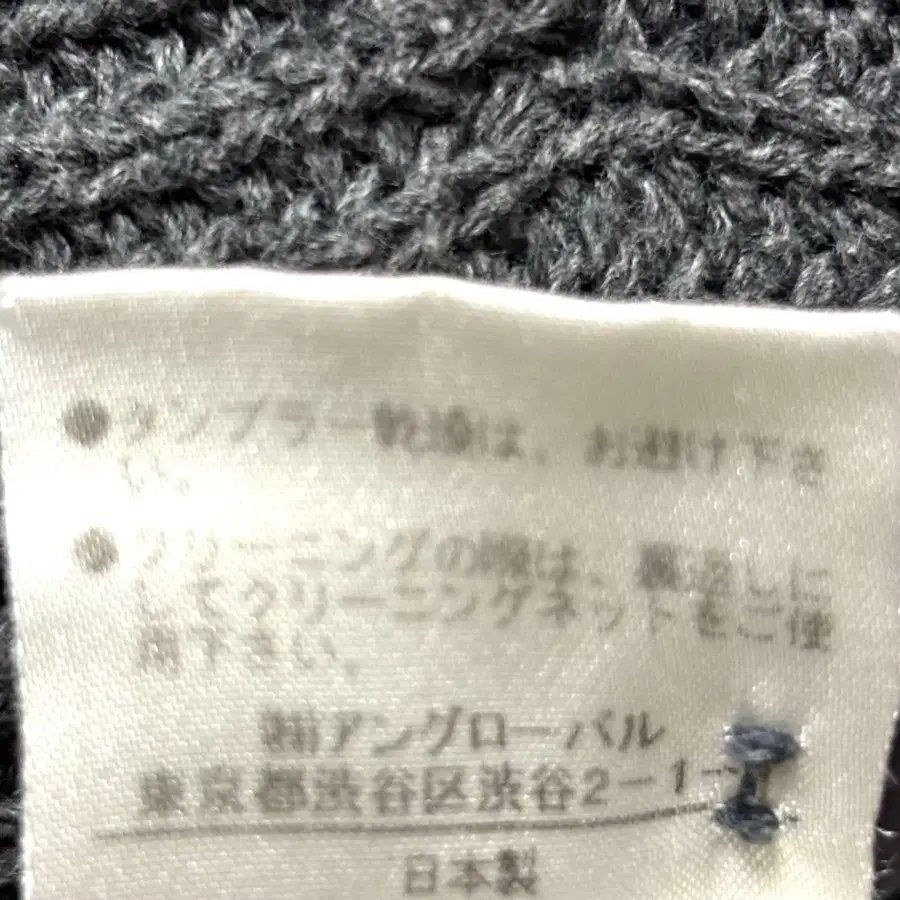 ●タンブラー乾燥は、お避け下さ
い。
●クリーニングの際は、裏返しに
してクリーニングネットをご使
用下さい。
㈱アングローバル
東京都渋谷区渋谷2-1-
日本製